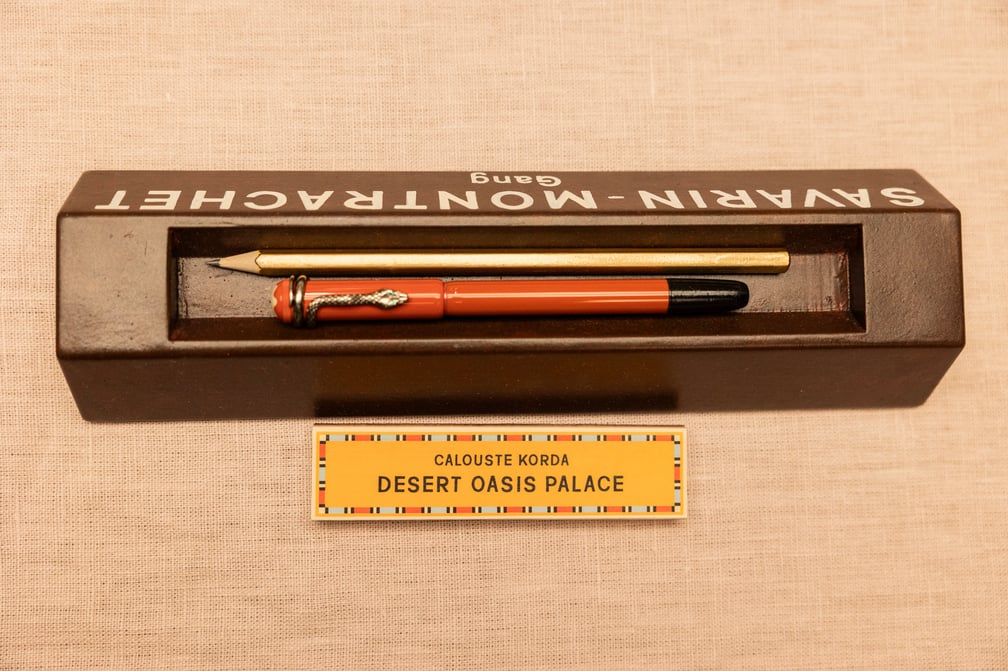 SAVARIN-MONTRACHET
Gang
CALOUSTE KORDA
DESERT OASIS PALACE